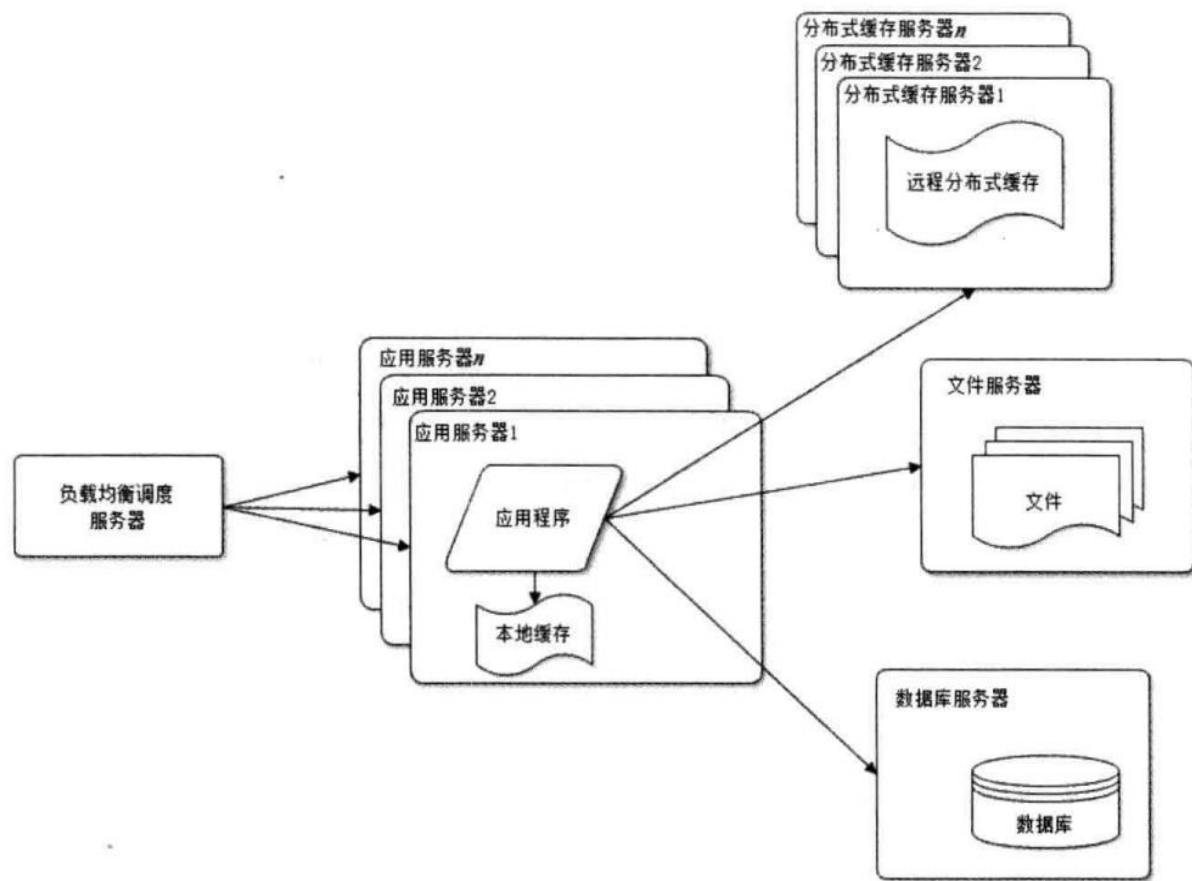 分布式缓存服务器n
分布式缓存服务器2
分布式缓存服务器1
远程分布式缓存
应用服务器n
应用服务器2
应用服务器1
文件服务器
负载均衡调度
服务器
应用程序
文件
本地缓存
数据库服务器
数据库